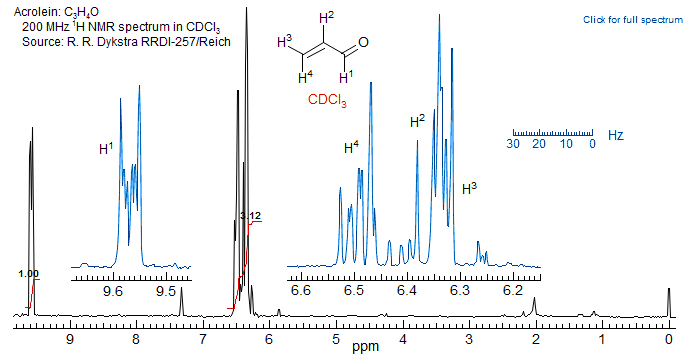 Acrolein: C₃H₄O
200 MHz ¹H NMR spectrum in CDCl₃
Source: R. R. Dykstra RRDI-257/Reich
Click for full spectrum
H²
H³
O
H⁴
H¹
CDCl₃
H¹
H⁴
H²
H³
30 20 10 0 Hz
3.12
1.00
9.6 9.5
6.6 6.5 6.4 6.3 6.2
9 8 7 6 5 4 3 2 1 0
ppm